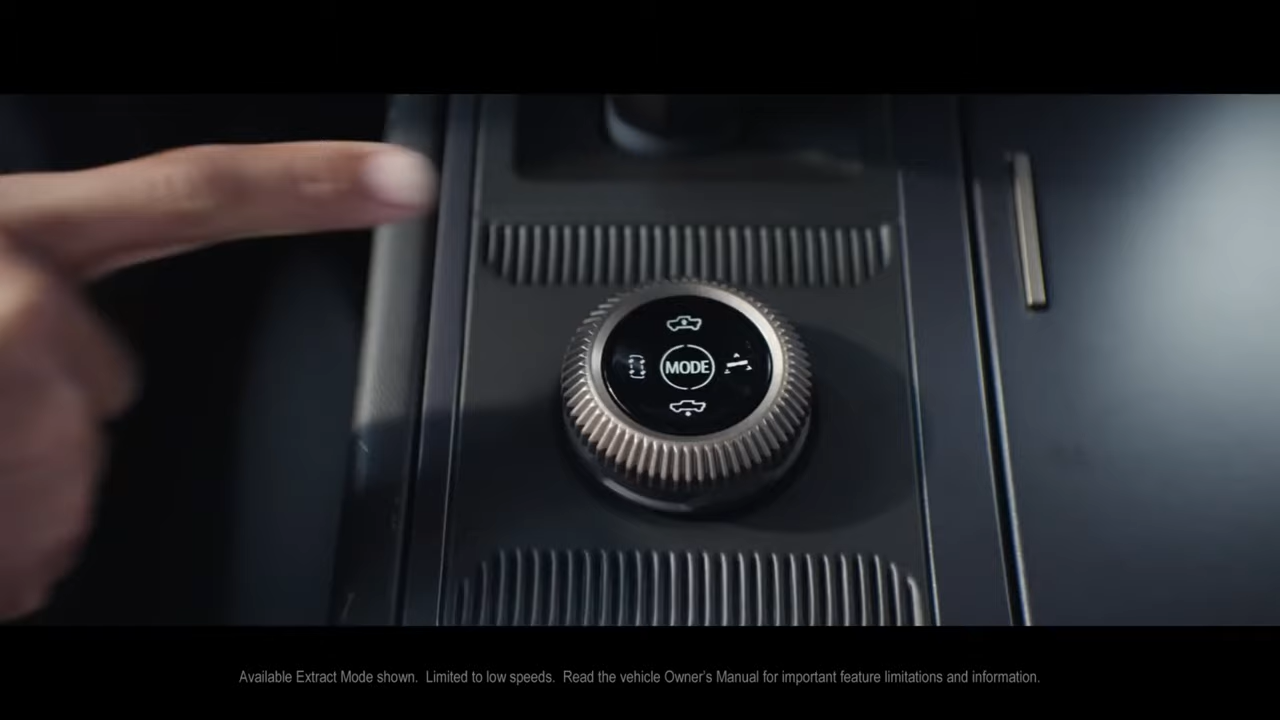 MODE
Available Extract Mode shown.  Limited to low speeds.  Read the vehicle Owner's Manual for important feature limitations and information.